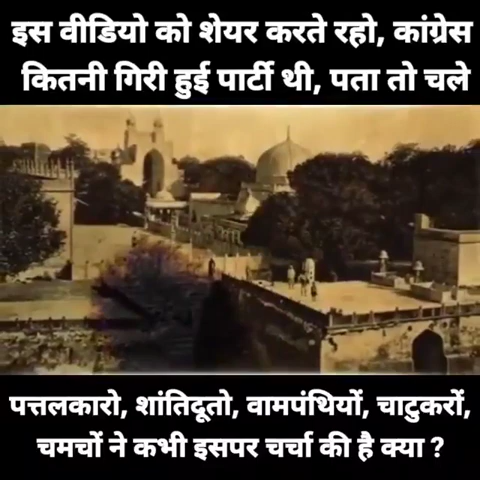 इस वीडियो को शेयर करते रहो, कांग्रेस
कितनी गिरी हुई पार्टी थी, पता तो चले
पत्तलकारो, शांतिदूतो, वामपंथियों, चाटुकरों,
चमचों ने कभी इसपर चर्चा की है क्या ?